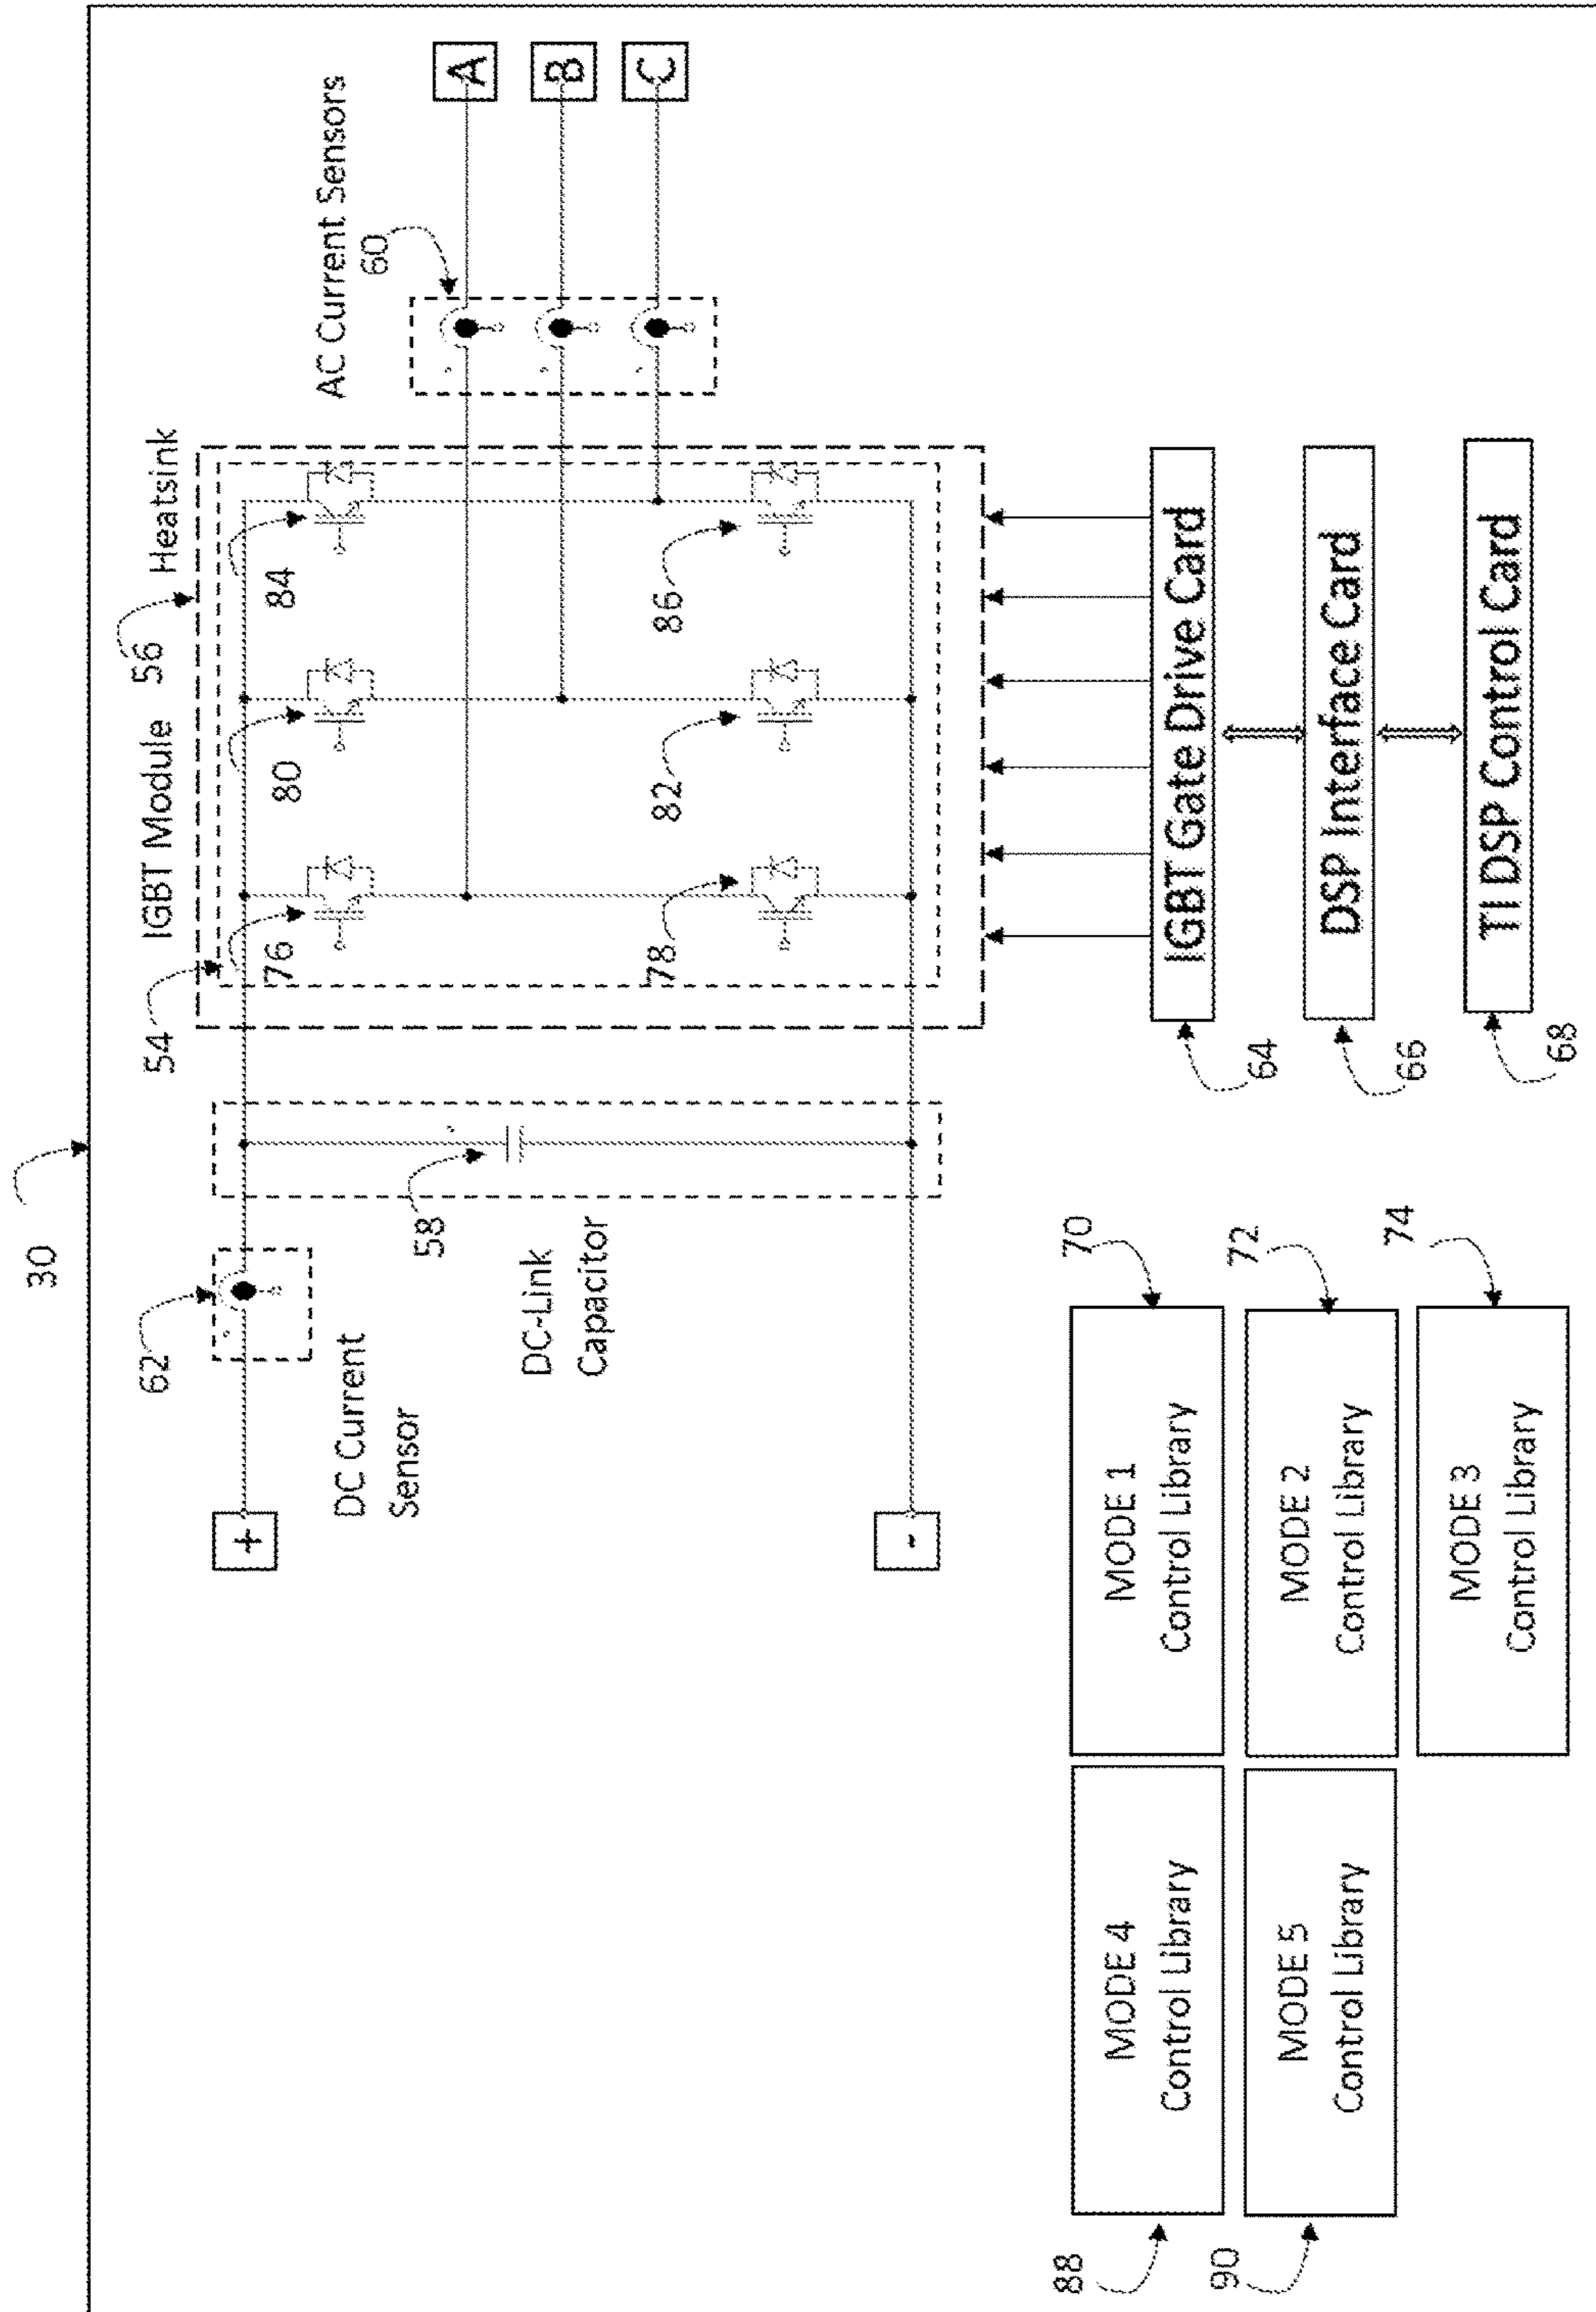 30
62
54
IGBT Module
56
Heatsink
AC Current Sensors
60
+
DC Current
Sensor
58
DC-Link
Capacitor
76
80
84
78
82
86
A
B
C
-
88
MODE 4
Control Library
MODE 1
Control Library
70
64
IGBT Gate Drive Card
90
MODE 5
Control Library
MODE 2
Control Library
72
66
DSP Interface Card
MODE 3
Control Library
74
68
TI DSP Control Card